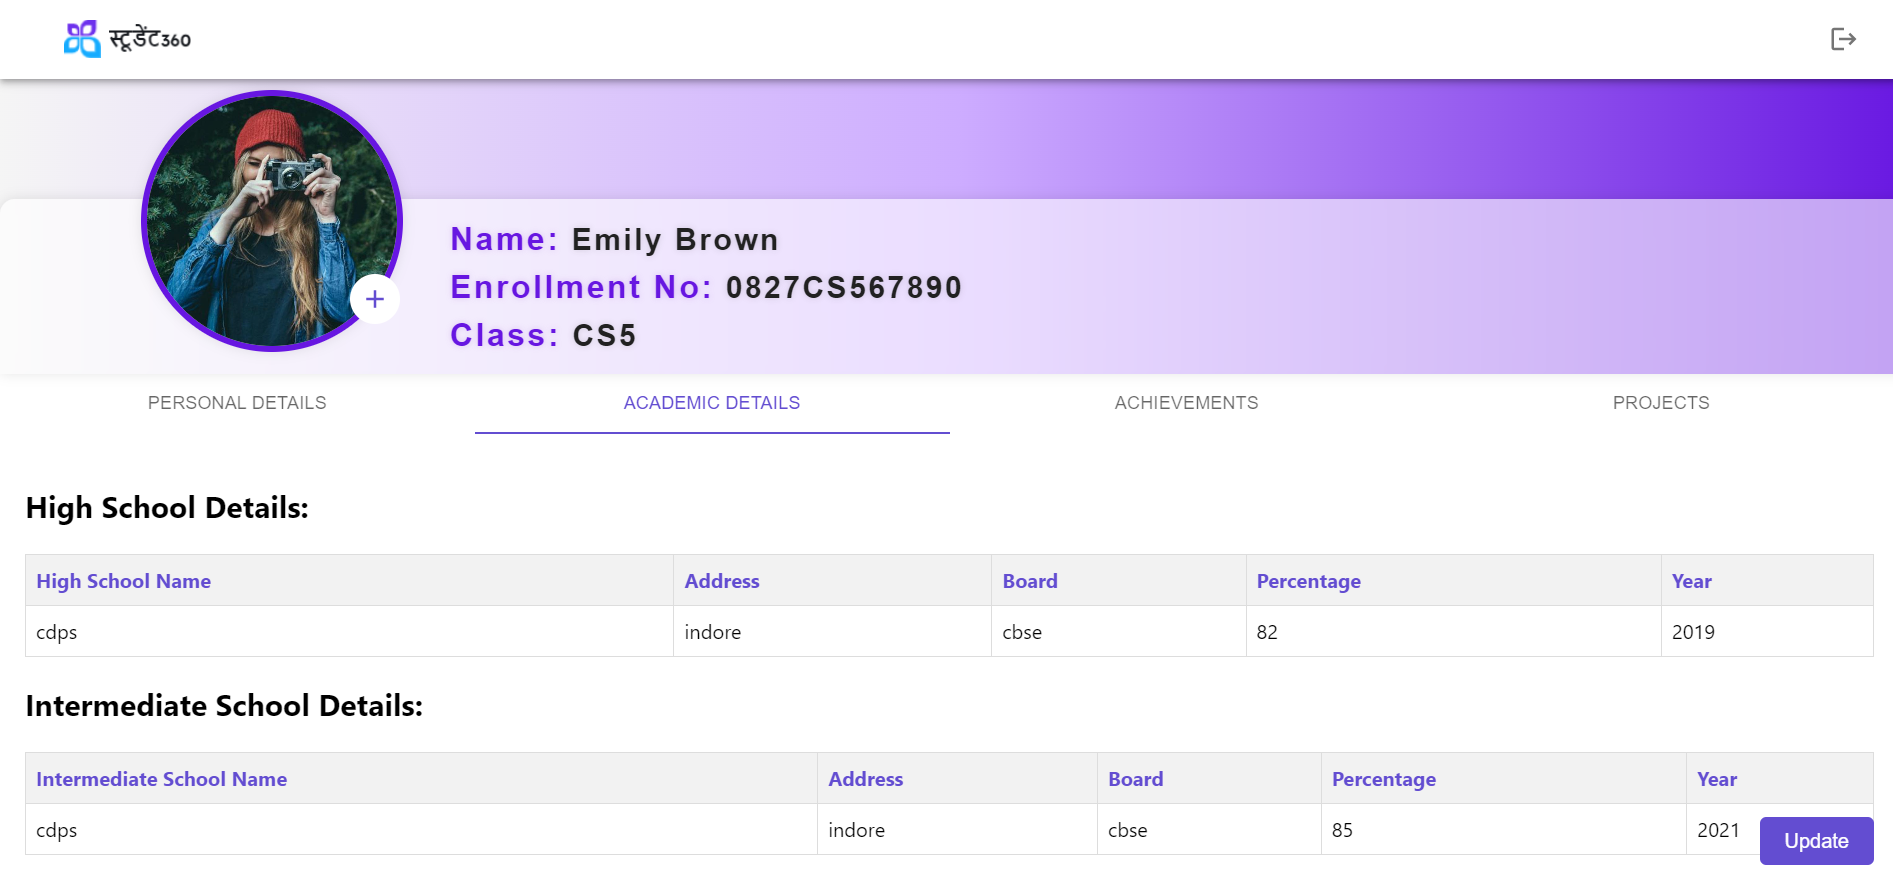 स्टूडेंट360
Name: Emily Brown
Enrollment No: 0827CS567890
Class: CS5
PERSONAL DETAILS ACADEMIC DETAILS ACHIEVEMENTS PROJECTS
High School Details:
High School Name Address Board Percentage Year
cdps indore cbse 82 2019
Intermediate School Details:
Intermediate School Name Address Board Percentage Year
cdps indore cbse 85 2021
Update